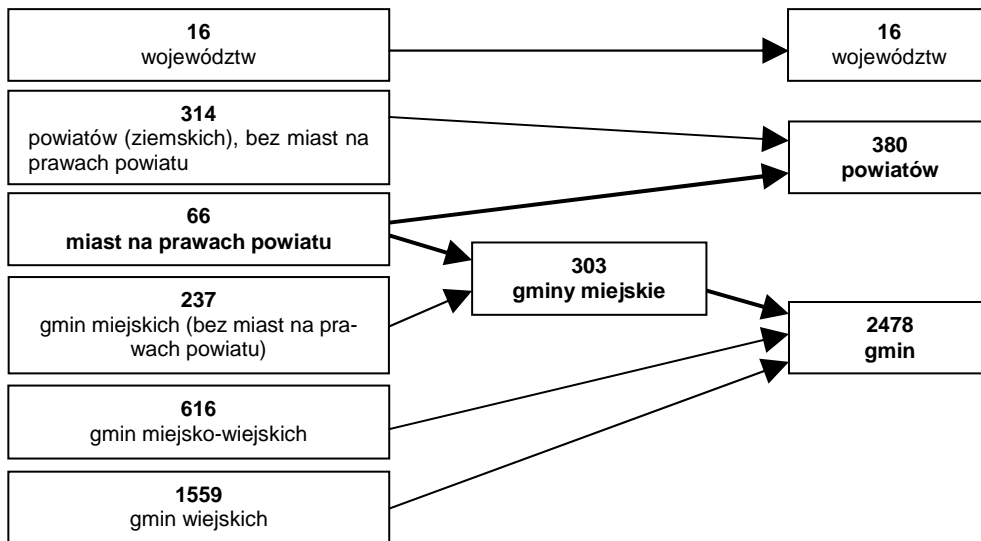 16
województw
16
województw
314
powiatów (ziemskich), bez miast na
prawach powiatu
380
powiatów
66
miast na prawach powiatu
303
gminy miejskie
237
gmin miejskich (bez miast na pra-
wach powiatu)
2478
gmin
616
gmin miejsko-wiejskich
1559
gmin wiejskich